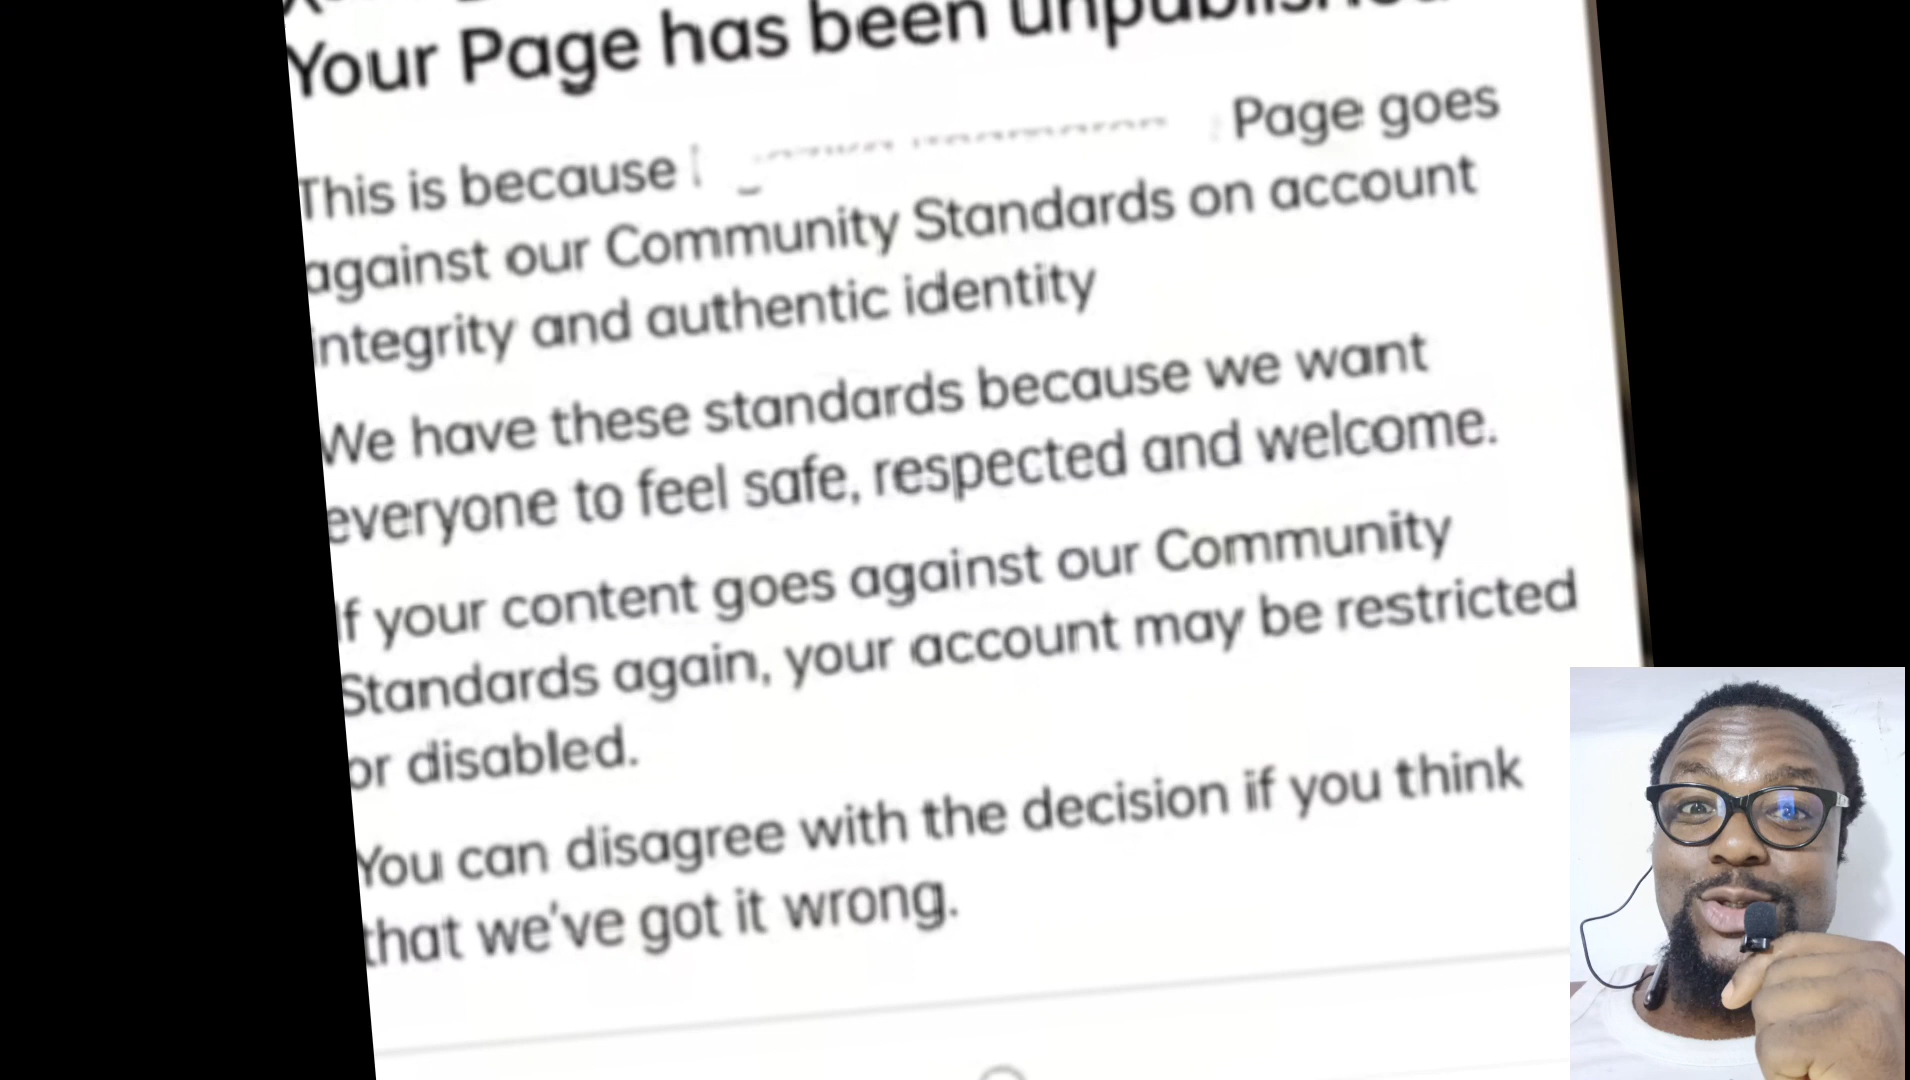 Your Page has been unpublished
This is because Page goes
against our Community Standards on account
integrity and authentic identity
We have these standards because we want
everyone to feel safe, respected and welcome.
If your content goes against our Community
Standards again, your account may be restricted
or disabled.
You can disagree with the decision if you think
that we've got it wrong.